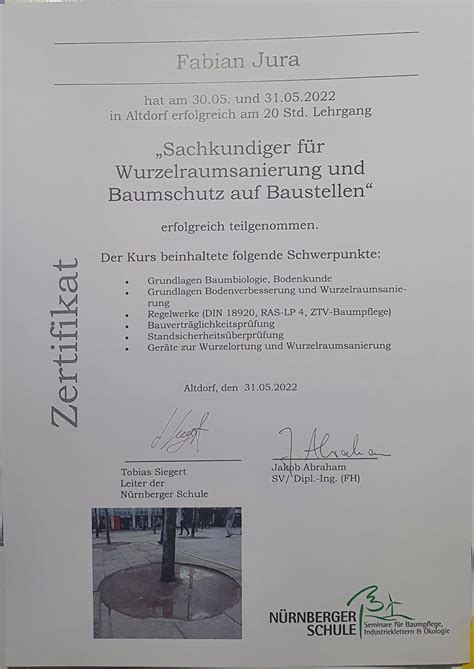 Fabian Jura
hat am 30.05. und 31.05.2022
in Altdorf erfolgreich am 20 Std. Lehrgang
„Sachkundiger für
Wurzelraumsanierung und
Baumschutz auf Baustellen“
erfolgreich teilgenommen.
Der Kurs beinhaltete folgende Schwerpunkte:
• Grundlagen Baumbiologie, Bodenkunde
• Grundlagen Bodenverbesserung und Wurzelraumsanie-
rung
• Regelwerke (DIN 18920, RAS-LP 4, ZTV-Baumpflege)
• Bauverträglichkeitsprüfung
• Standsicherheitsüberprüfung
• Geräte zur Wurzelortung und Wurzelraumsanierung
Zertifikat
Altdorf, den 31.05.2022
J. Abraham
Tobias Siegert
Leiter der
Nürnberger Schule
Jakob Abraham
SV/ Dipl.-Ing. (FH)
NÜRNBERGER
SCHULE
Seminare für Baumpflege,
Industrieklettern & Ökologie